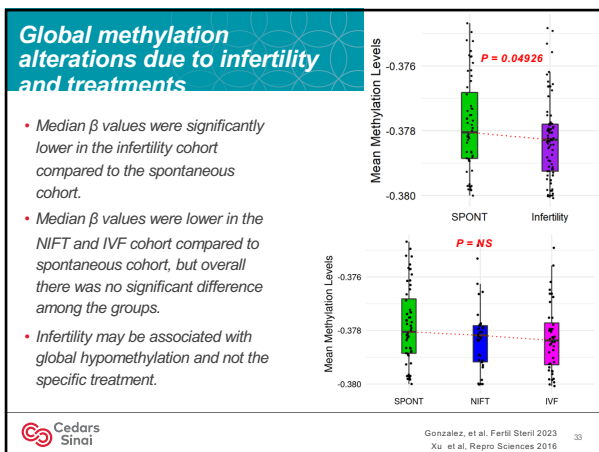 Global methylation
alterations due to infertility
and treatments
• Median β values were significantly
lower in the infertility cohort
compared to the spontaneous
cohort.
• Median β values were lower in the
NIFT and IVF cohort compared to
spontaneous cohort, but overall
there was no significant difference
among the groups.
• Infertility may be associated with
global hypomethylation and not the
specific treatment.
Mean Methylation Levels
-0.376
-0.378
-0.380
P = 0.04926
SPONT
Infertility
Mean Methylation Levels
-0.376
-0.378
-0.380
P = NS
SPONT
NIFT
IVF
Cedars
Sinai
Gonzalez, et al. Fertil Steril 2023
Xu et al, Repro Sciences 2016
33